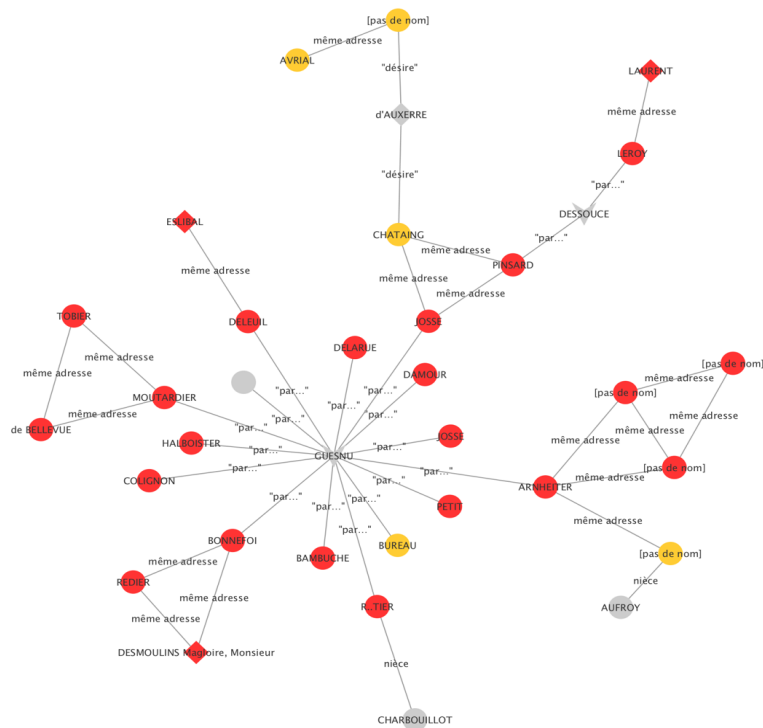 [pas de nom]
même adresse
AVRIAL
"désire"
LAURENT
d'AUXERRE
même adresse
LEROY
"désire"
"par..."
DESSOUCE
ESLIBAL
CHATAING
"par..."
même adresse
PINSARD
même adresse
même adresse
même adresse
TOBIER
DELEUIL
JOSSE
DELARUE
même adresse
[pas de nom]
même adresse
DAMOUR
"par..."
"par..."
[pas de nom]
même adresse
MOUTARDIER
"par..."
"par..."
même adresse
même adresse
"par..."
"par..."
de BELLEVUE
JOSSE
même adresse
HALBOISTER
"par..."
"par..."
GUESNU
"par..."
[pas de nom]
COLIGNON
"par..."
"par..."
même adresse
ARNHEITER
"par..."
"par..."
PETIT
"par..."
même adresse
BONNEFOI
BUREAU
[pas de nom]
même adresse
BAMBUCHE
REDIER
nièce
même adresse
R..TIER
AUFROY
même adresse
DESMOULINS Magloire, Monsieur
nièce
CHARBOUILLOT